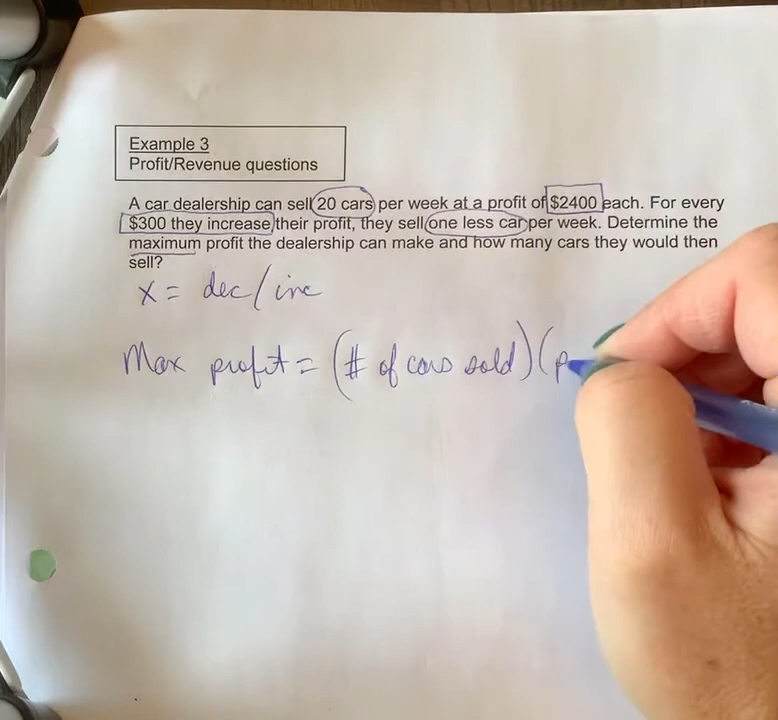 Example 3
Profit/Revenue questions
A car dealership can sell 20 cars per week at a profit of $2400 each. For every
$300 they increase their profit, they sell one less car per week. Determine the
maximum profit the dealership can make and how many cars they would then
sell?
x = dec/inc
Max profit = (# of cars sold)(p